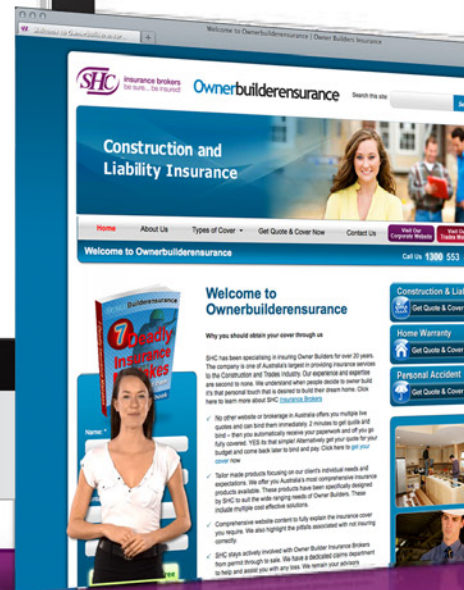 Welcome to Ownerbuilderensurance | Owner Builders Insurance
SHC insurance brokers
be sure... be insured!
Ownerbuilderensurance
Search this site:
Construction and
Liability Insurance
Home
About Us
Types of Cover
Get Quote & Cover Now
Contact Us
Visit Our
Corporate Website
Visit Ou
Trades We
Welcome to Ownerbuilderensurance
Call Us 1300 553
Builderensurance
7 Deadly
Insurance
book
Name: *
Welcome to
Ownerbuilderensurance
Why you should obtain your cover through us
SHC has been specialising in insuring Owner Builders for over 20 years.
The company is one of Australia's largest in providing insurance services
to the Construction and Trades industry. Our experience and expertise
are second to none. We understand when people decide to owner build
it's that personal touch that is desired to build their dream home. Click
here to learn more about SHC Insurance Brokers
✓ No other website or brokerage in Australia offers you multiple live
quotes and can bind them immediately. 2 minutes to get quote and
bind – then you automatically receive your paperwork and off you go
fully covered. YES its that simple! Alternatively get your quote for your
budget and come back later to bind and pay. Click here to get your
cover now
✓ Tailor made products focusing on our client's individual needs and
expectations. We offer you Australia's most comprehensive insurance
products available. These products have been specifically designed
by SHC to suit the wide ranging needs of Owner Builders. These
include multiple cost effective solutions.
✓ Comprehensive website content to fully explain the insurance cover
you require. We also highlight the pitfalls associated with not insuring
correctly.
✓ SHC stays actively involved with Owner Builder Insurance Brokers
from permit through to sale. We have a dedicated claims department
to help and assist you with any loss. We remain your advisory
Construction & Liab
Get Quote & Cover
Home Warranty
Get Quote & Cover
Personal Accident
Get Quote & Cover